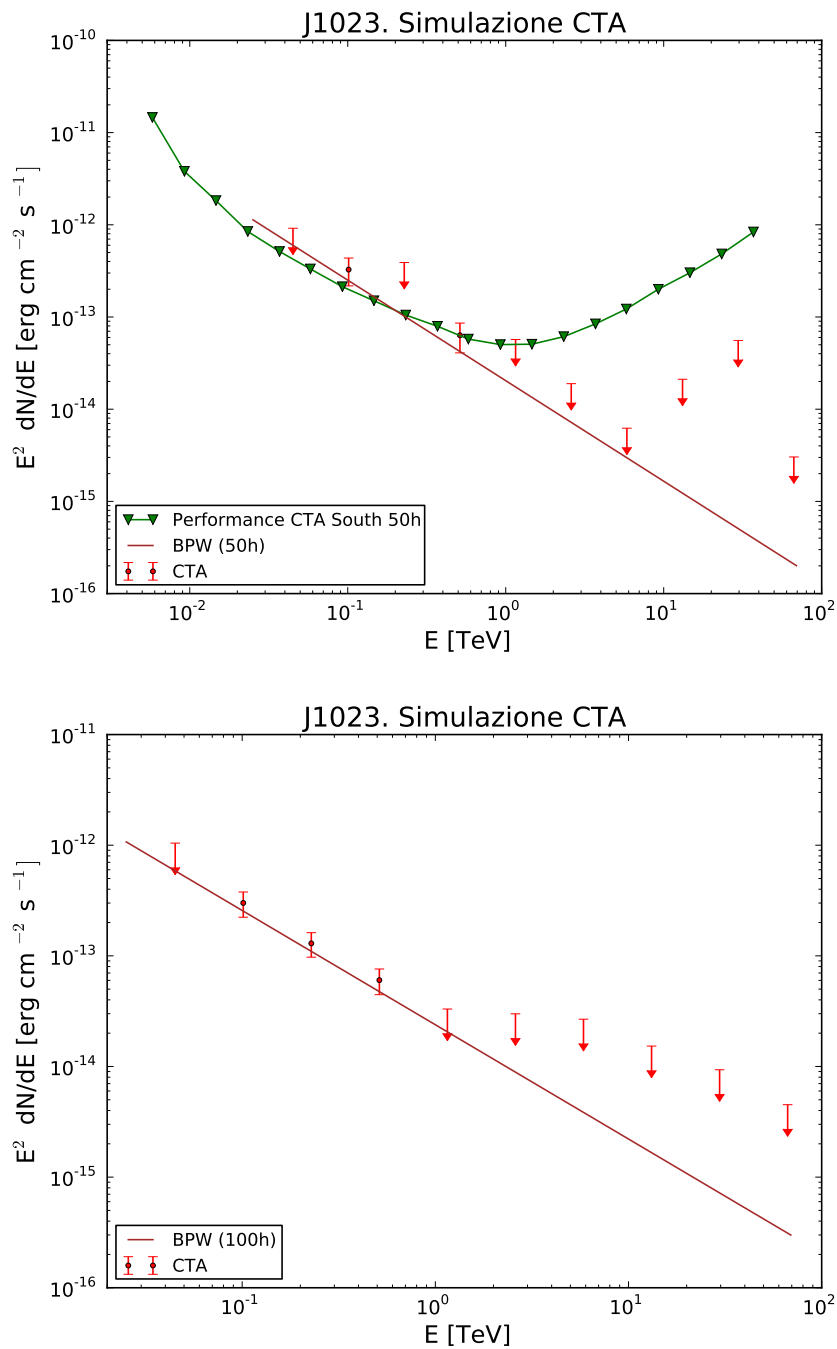 J1023. Simulazione CTA
10^-10
10^-11
10^-12
10^-13
10^-14
10^-15
10^-16
E^2 dN/dE [erg cm^-2 s^-1]
Performance CTA South 50h
BPW (50h)
CTA
10^-2 10^-1 10^0 10^1 10^2
E [TeV]
J1023. Simulazione CTA
10^-11
10^-12
10^-13
10^-14
10^-15
10^-16
E^2 dN/dE [erg cm^-2 s^-1]
BPW (100h)
CTA
10^-1 10^0 10^1 10^2
E [TeV]